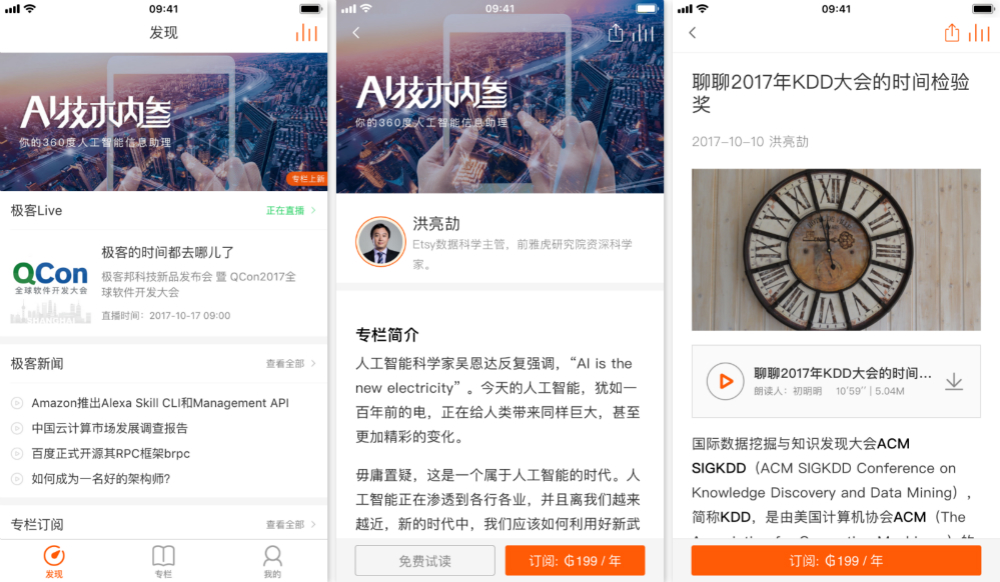 09:41
发现
AI技术内参
你的360度人工智能信息助理
专栏上新
极客Live
正在直播
QCon
全球软件开发大会
SHANGHAI
极客的时间都去哪儿了
极客邦科技新品发布会 暨 QCon2017全
球软件开发大会
直播时间：2017-10-17 09:00
极客新闻
查看全部
Amazon推出Alexa Skill CLI和Management API
中国云计算市场发展调查报告
百度正式开源其RPC框架brpc
如何成为一名好的架构师?
专栏订阅
查看全部
发现
专栏
我的
09:41
AI技术内参
你的360度人工智能信息助理
洪亮劼
Etsy数据科学主管，前雅虎研究院资深科学
家。
专栏简介
人工智能科学家吴恩达反复强调，“AI is the
new electricity”。今天的人工智能，犹如一
百年前的电，正在给人类带来同样巨大，甚至
更加精彩的变化。
毋庸置疑，这是一个属于人工智能的时代。人
工智能正在渗透到各行各业，并且离我们越来
越近，新的时代中，我们应该如何利用好新武
免费试读
订阅: 199 / 年
09:41
聊聊2017年KDD大会的时间检验
奖
2017-10-10 洪亮劼
聊聊2017年KDD大会的时间...
朗读人：初明明 10′59″ | 5.04M
国际数据挖掘与知识发现大会ACM
SIGKDD（ACM SIGKDD Conference on
Knowledge Discovery and Data Mining），
简称KDD，是由美国计算机协会ACM（The
订阅: 199 / 年